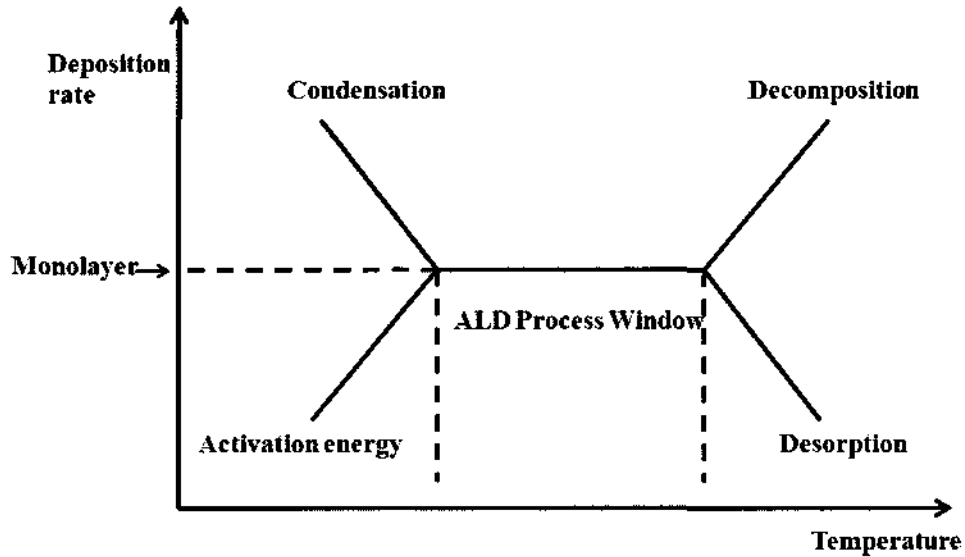 Deposition
rate
Condensation
Decomposition
Monolayer
ALD Process Window
Activation energy
Desorption
Temperature